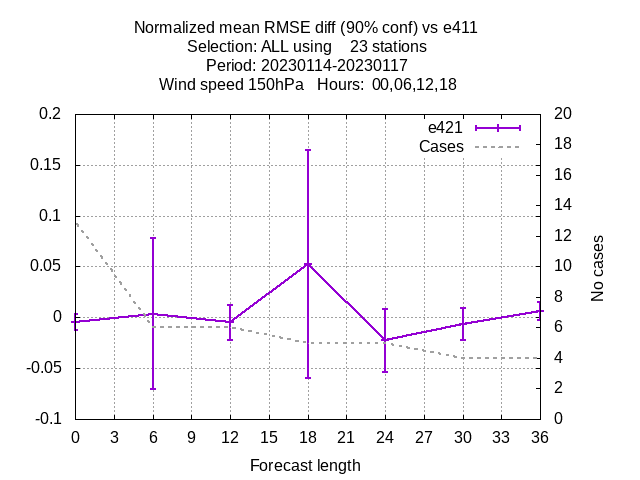 Normalized mean RMSE diff (90% conf) vs e411
Selection: ALL using    23 stations
Period: 20230114-20230117
Wind speed 150hPa   Hours:  00,06,12,18
e421
Cases
0.2
0.15
0.1
0.05
0
-0.05
-0.1
20
18
16
14
12
10
8
6
4
2
0
No cases
0 3 6 9 12 15 18 21 24 27 30 33 36
Forecast length